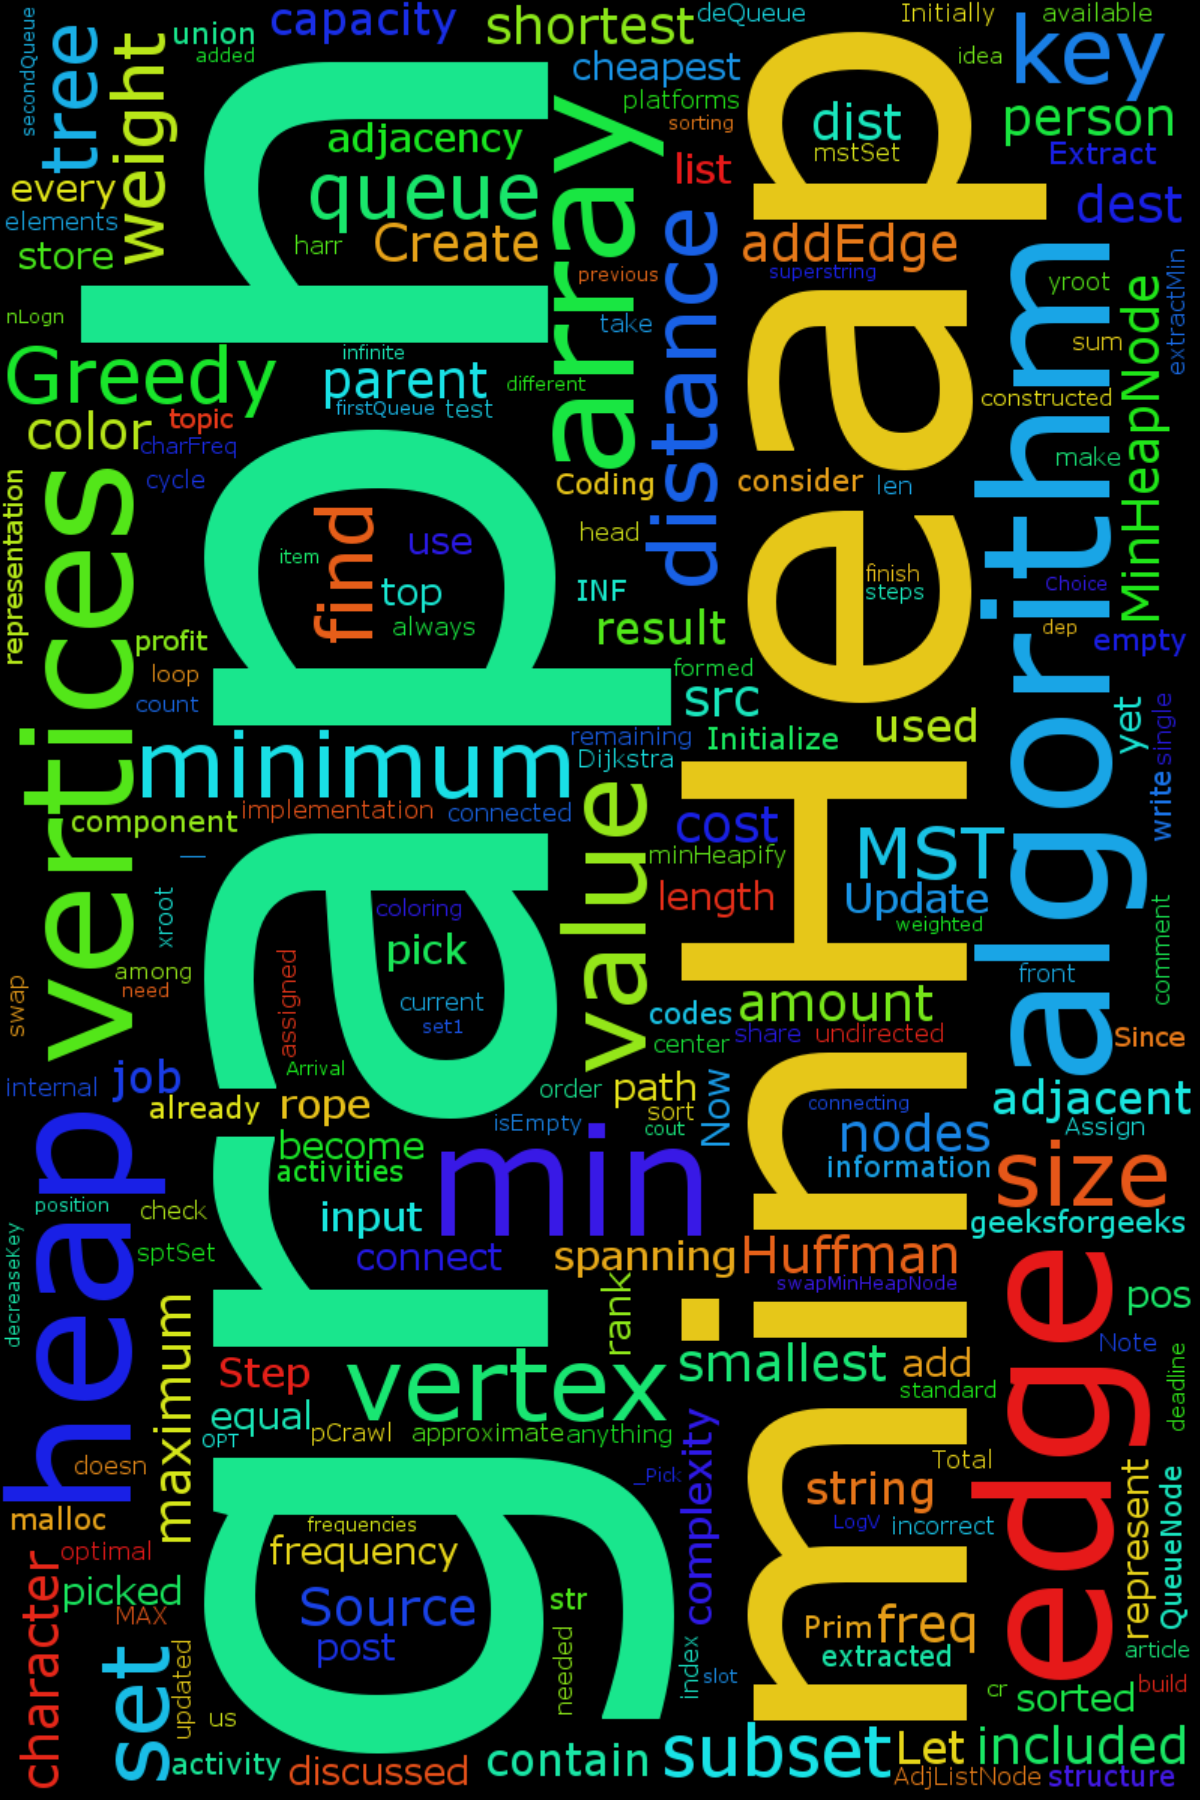 secondQueue
tree
weight
union
added
capacity
shortest
deQueue
Initially
available
idea
key
cheapest
platforms
sorting
dist
mstSet
person
Extract
every
elements
store
adjacency
queue
harr
Create
array
list
previous
take
distance
addEdge
superstring
dest
yroot
sum
extractMin
MinHeapNode
nLogn
graph
minHeap
algorithm
Greedy
infinite
parent
different
firstQueue
test
color
topic
charFreq
cycle
constructed
make
Coding
consider
len
head
representation
vertices
item
find
use
top
always
INF
result
finish
steps
Choice
dep
empty
profit
loop
count
formed
src
used
yet
single
write
minimum
remaining
Initialize
Dijkstra
implementation
connected
component
value
cost
minHeapify
length
MST
Update
weighted
xroot
coloring
pick
current
set1
assigned
Arrival
among
need
swap
front
comment
codes
amount
center
share
undirected
Since
internal
job
already
rope
order
path
sort
cout
Now
connecting
adjacent
Assign
become
activities
isEmpty
min
nodes
information
size
geeksforgeeks
heap
position
check
sptSet
decreaseKey
input
connect
spanning
Huffman
swapMinHeapNode
rank
edge
pos
Note
deadline
maximum
Step
vertex
smallest
add
standard
equal
OPT
pCrawl
approximate
anything
complexity
_Pick
Total
doesn
malloc
optimal
string
LogV
incorrect
represent
QueueNode
frequencies
frequency
character
picked
MAX
Source
post
str
Prim
freq
extracted
article
build
set
updated
us
needed
index
slot
cr
sorted
activity
discussed
contain
subset
Let
included
AdjListNode
structure